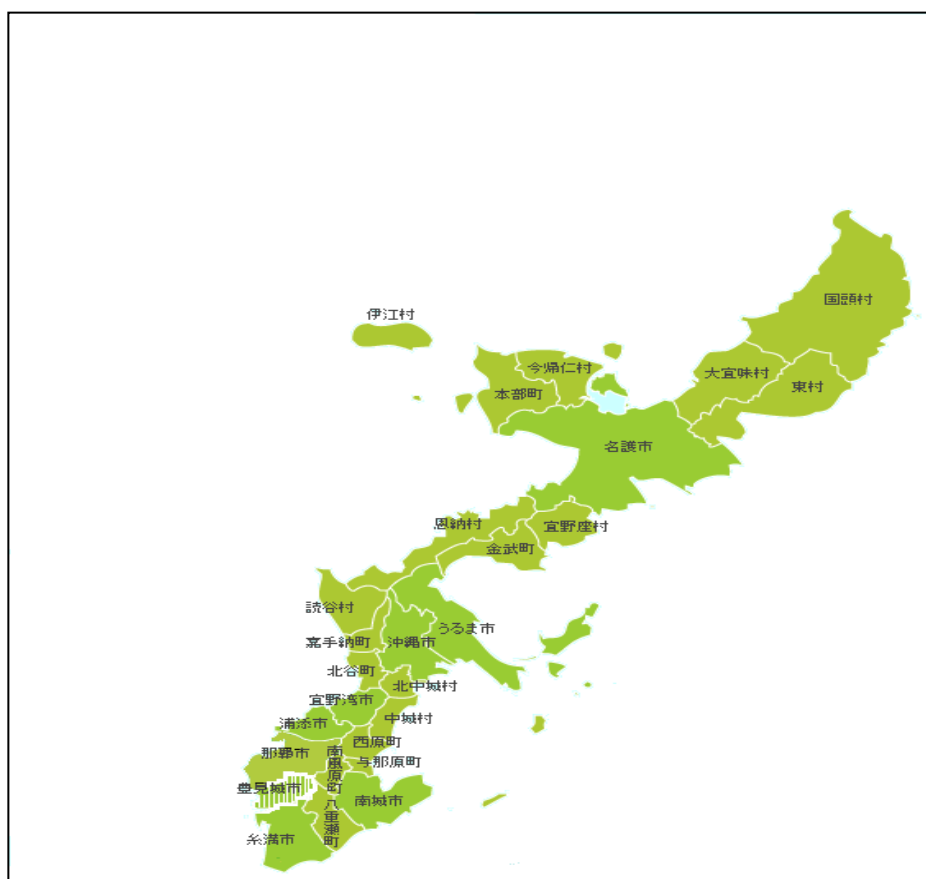 国頭村
伊江村
今帰仁村
大宜味村
本部町
東村
名護市
恩納村
宜野座村
金武町
読谷村
うるま市
嘉手納町
沖縄市
北谷町
北中城村
宜野湾市
中城村
浦添市
西原町
那覇市
南風原町
与那原町
豊見城市
南城市
八重瀬町
糸満市